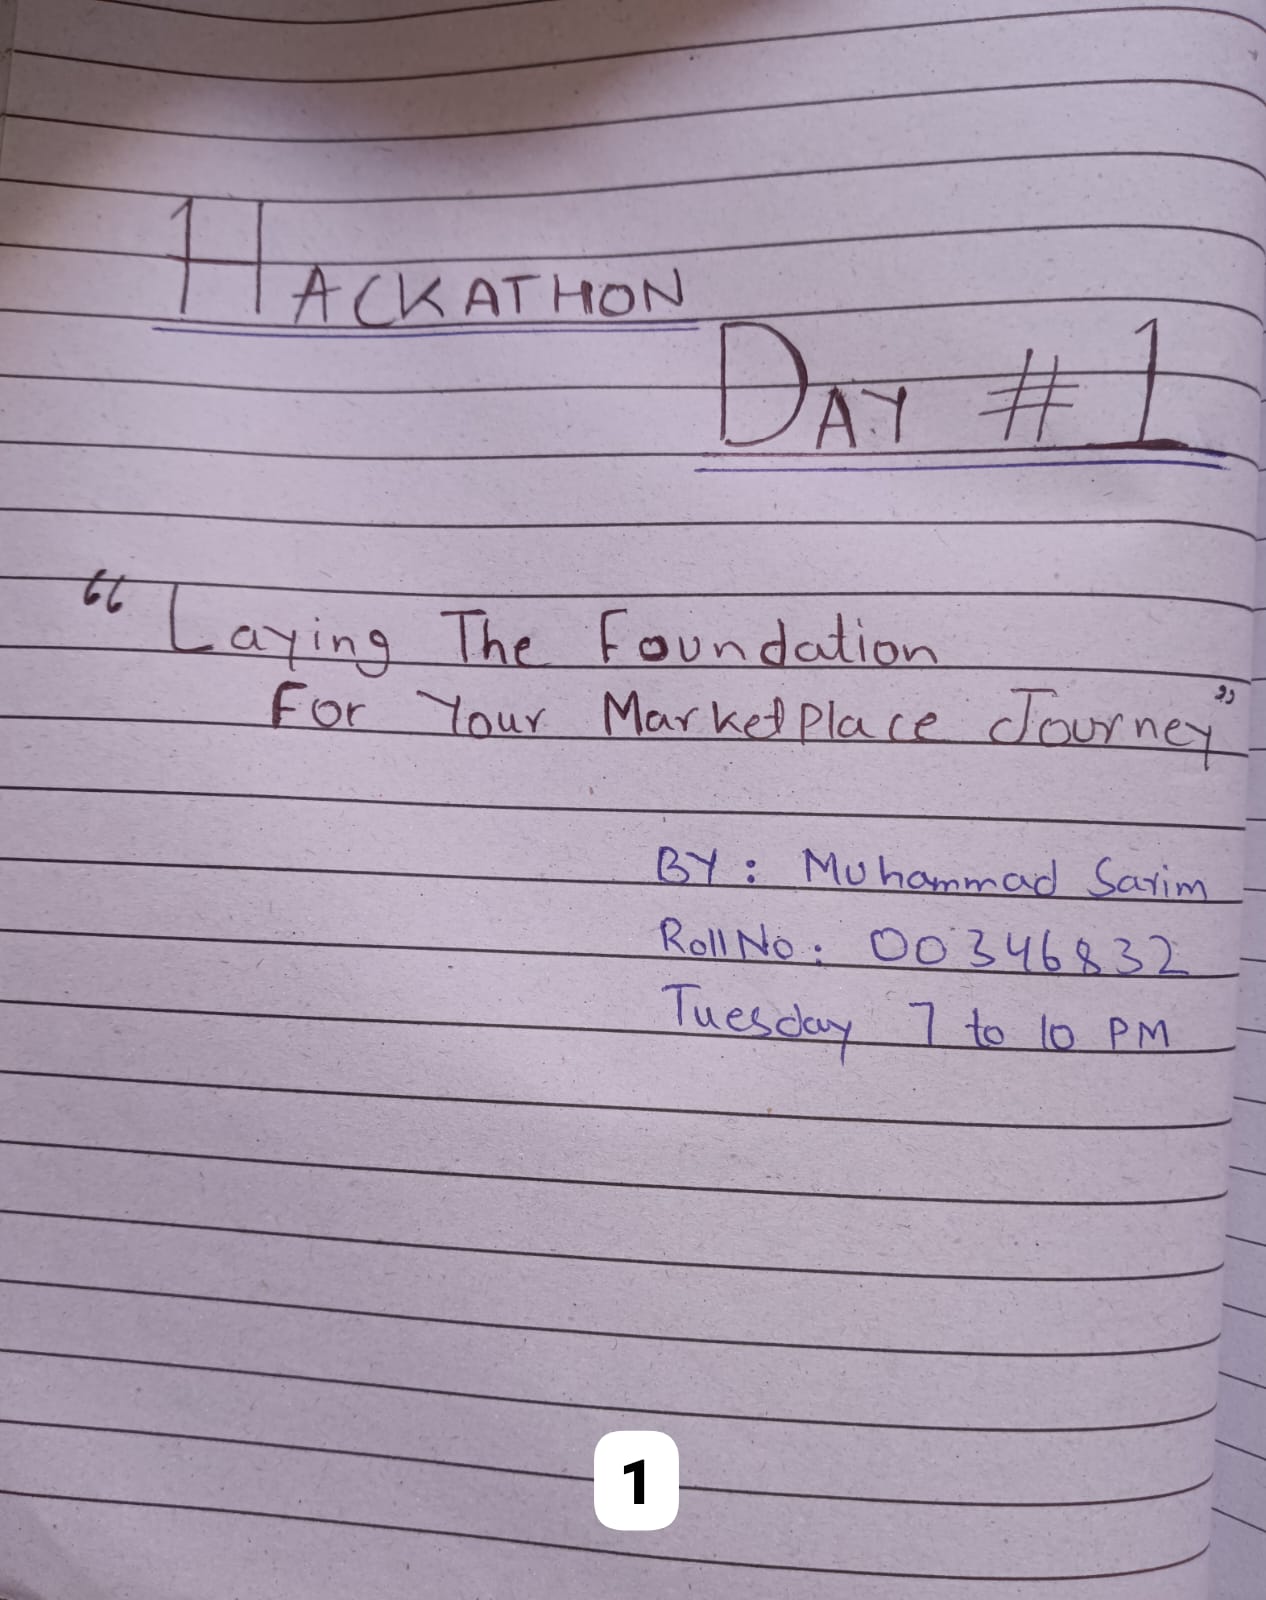 HACKATHON
DAY # 1
“Laying The Foundation
For Your Marketplace Journey”
BY: Muhammad Sarim
Roll No: 00346832
Tuesday 7 to 10 PM
1